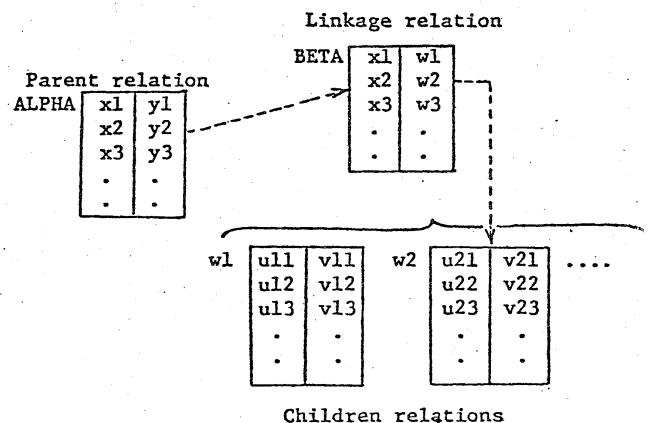 Linkage relation
BETA x1 w1
x2 w2
x3 w3
. .
. .
Parent relation
ALPHA x1 y1
x2 y2
x3 y3
. .
. .
w1 u11 v11
u12 v12
u13 v13
. .
. .
w2 u21 v21 ....
u22 v22
u23 v23
. .
. .
Children relations